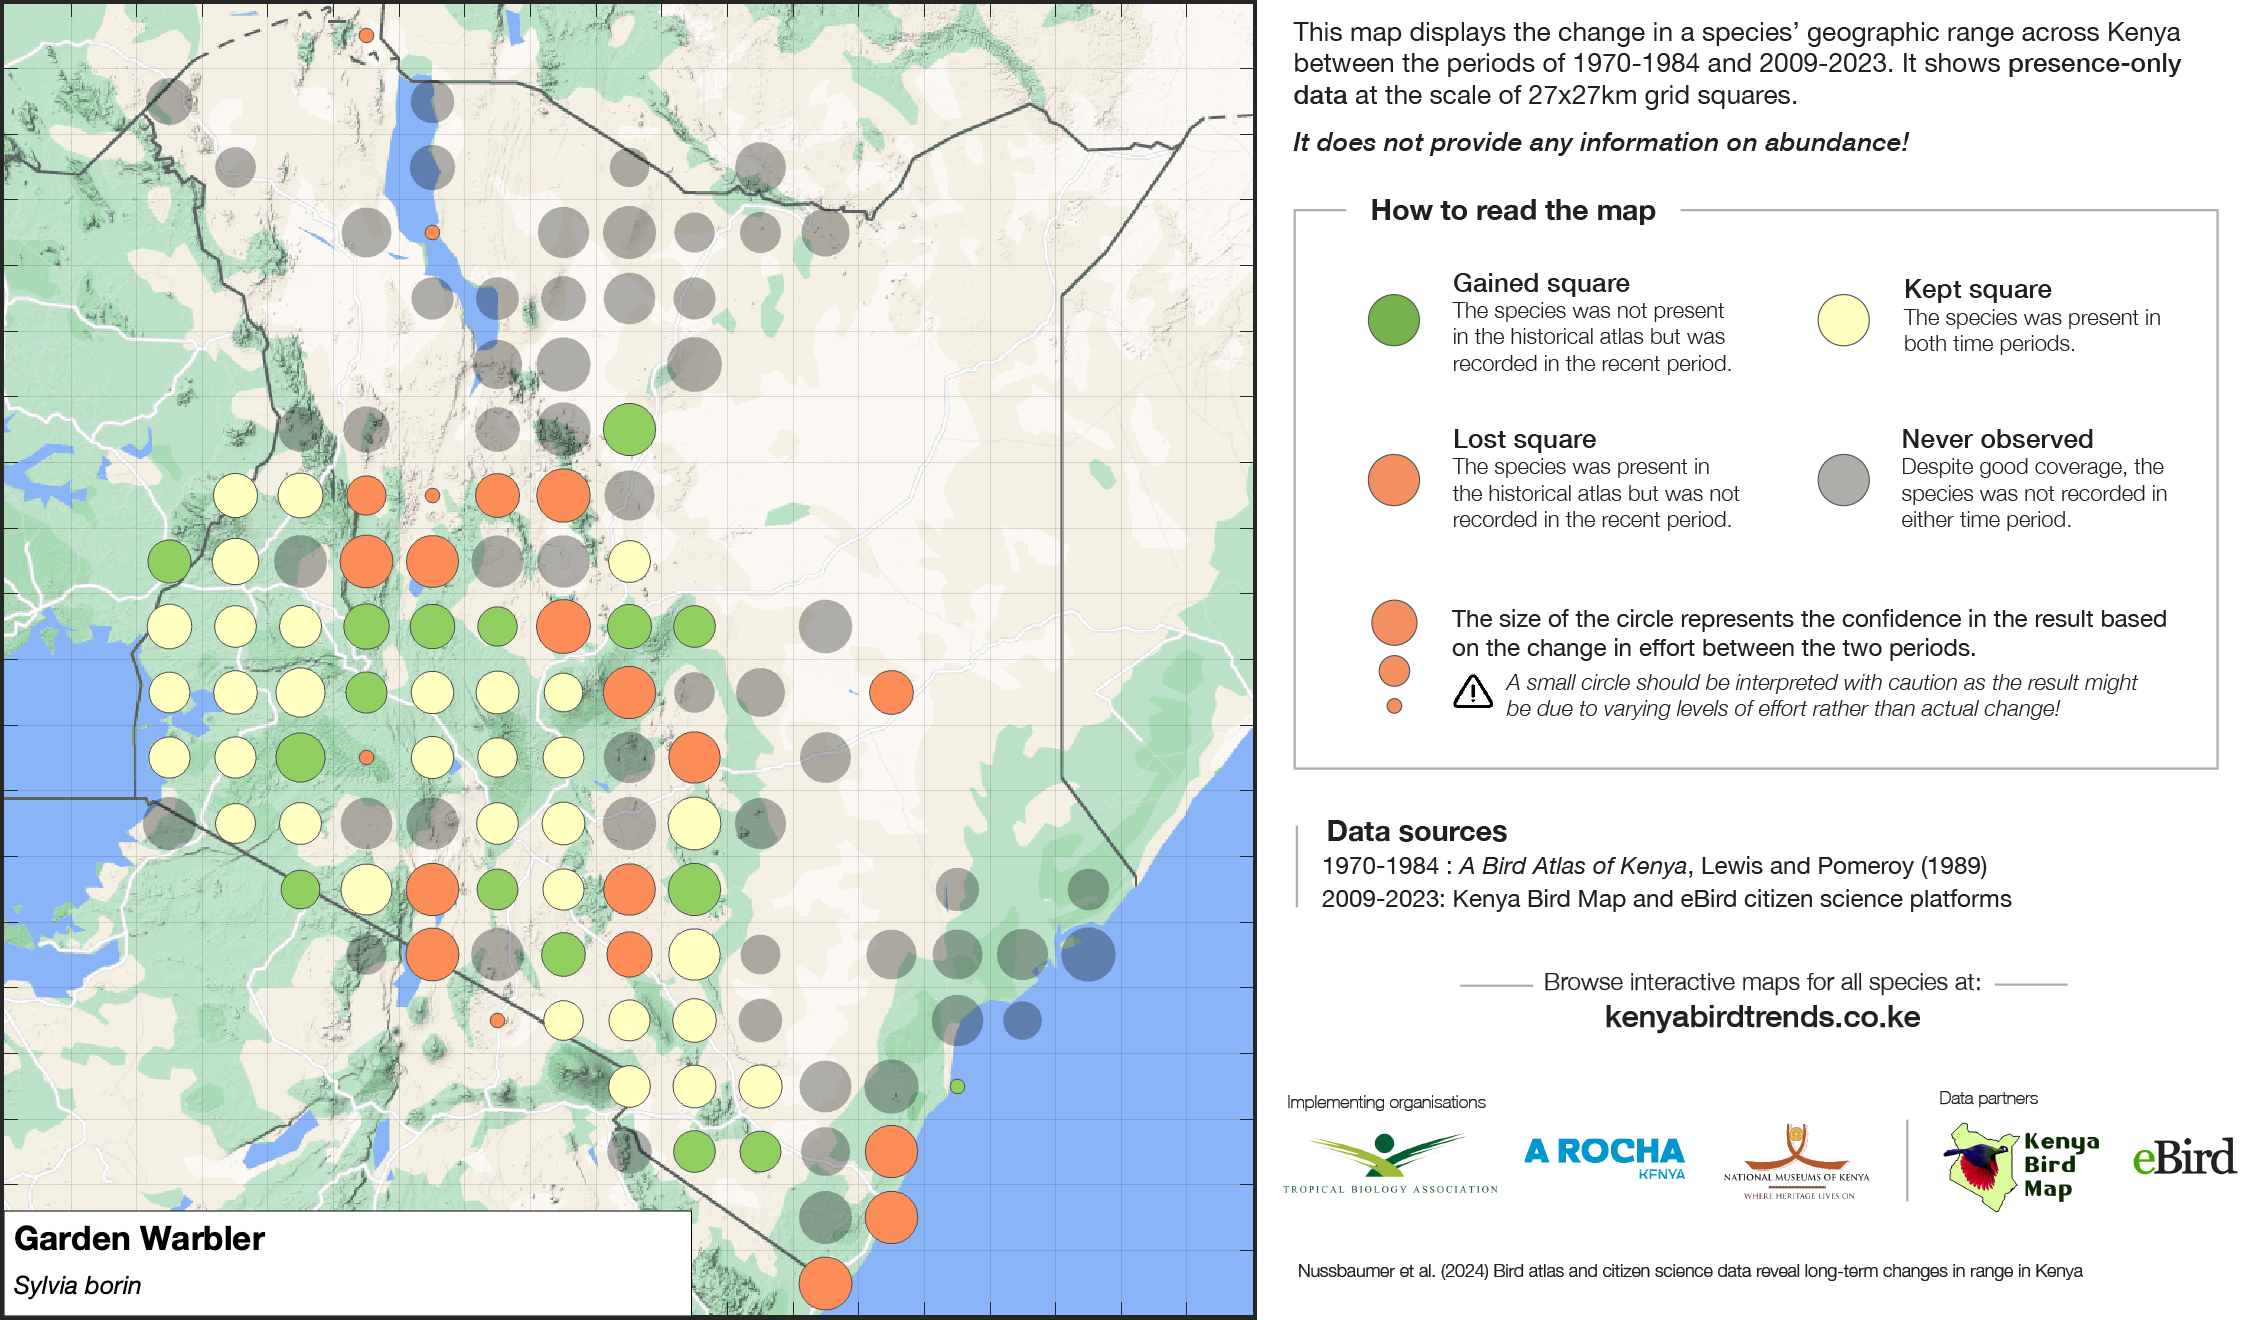 This map displays the change in a species’ geographic range across Kenya
between the periods of 1970-1984 and 2009-2023. It shows presence-only
data at the scale of 27x27km grid squares.
It does not provide any information on abundance!
How to read the map
Gained square
The species was not present
in the historical atlas but was
recorded in the recent period.
Kept square
The species was present in
both time periods.
Lost square
The species was present in
the historical atlas but was not
recorded in the recent period.
Never observed
Despite good coverage, the
species was not recorded in
either time period.
The size of the circle represents the confidence in the result based
on the change in effort between the two periods.
A small circle should be interpreted with caution as the result might
be due to varying levels of effort rather than actual change!
Data sources
1970-1984 : A Bird Atlas of Kenya, Lewis and Pomeroy (1989)
2009-2023: Kenya Bird Map and eBird citizen science platforms
Browse interactive maps for all species at:
kenyabirdtrends.co.ke
Implementing organisations
Data partners
TROPICAL BIOLOGY ASSOCIATION
A ROCHA
KENYA
NATIONAL MUSEUMS OF KENYA
WHERE HERITAGE LIVES ON
Kenya
Bird
Map
eBird
Garden Warbler
Sylvia borin
Nussbaumer et al. (2024) Bird atlas and citizen science data reveal long-term changes in range in Kenya